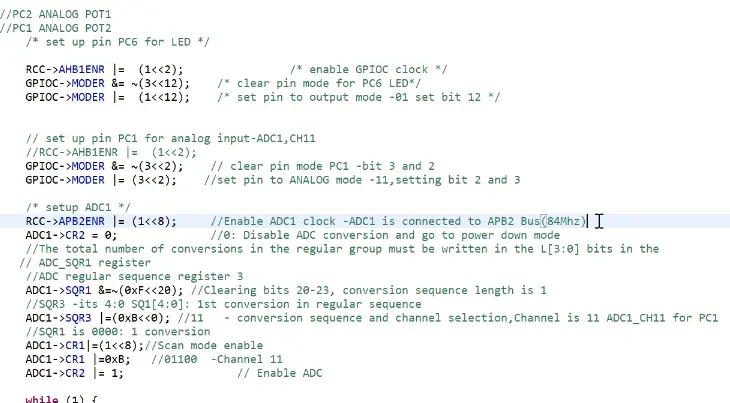 //PC2 ANALOG POT1
//PC1 ANALOG POT2
/* set up pin PC6 for LED */
RCC->AHB1ENR |=  (1<<2);                /* enable GPIOC clock */
GPIOC->MODER &= ~(3<<12);    /* clear pin mode for PC6 LED*/
GPIOC->MODER |=  (1<<12);    /* set pin to output mode -01 set bit 12 */
// set up pin PC1 for analog input-ADC1,CH11
//RCC->AHB1ENR |=  (1<<2);
GPIOC->MODER &= ~(3<<2);    // clear pin mode PC1 -bit 3 and 2
GPIOC->MODER |= (3<<2);    //set pin to ANALOG mode -11,setting bit 2 and 3
/* setup ADC1 */
RCC->APB2ENR |= (1<<8);     //Enable ADC1 clock -ADC1 is connected to APB2 Bus(84Mhz)
ADC1->CR2 = 0;              //0: Disable ADC conversion and go to power down mode
//The total number of conversions in the regular group must be written in the L[3:0] bits in the
// ADC_SQR1 register
//ADC regular sequence register 3
ADC1->SQR1 &=~(0xF<<20); //Clearing bits 20-23, conversion sequence length is 1
//SQR3 -its 4:0 SQ1[4:0]: 1st conversion in regular sequence
ADC1->SQR3 |=(0xB<<0); //11   - conversion sequence and channel selection,Channel is 11 ADC1_CH11 for PC1
//SQR1 is 0000: 1 conversion
ADC1->CR1|=(1<<8);//Scan mode enable
ADC1->CR1 |=0xB;   //01100  -Channel 11
ADC1->CR2 |= 1;                // Enable ADC
while (1) {